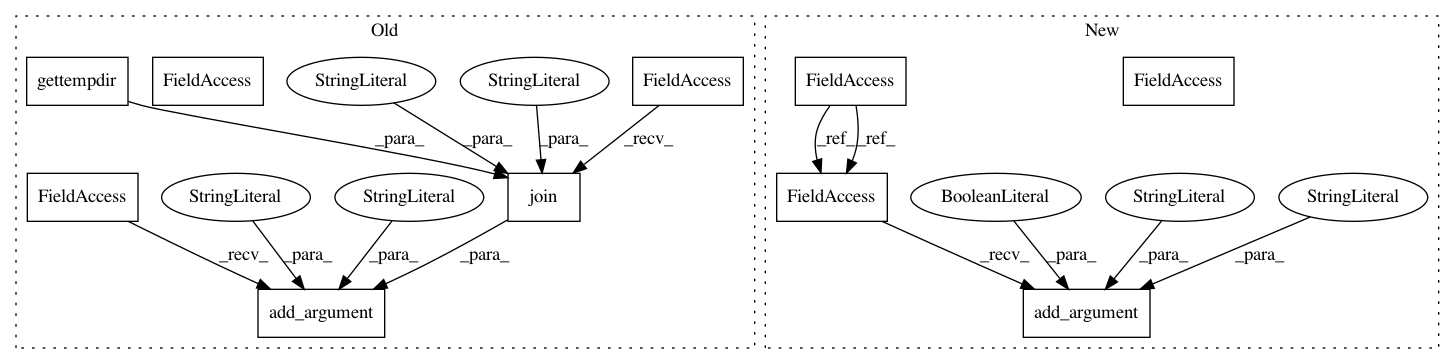 Old
New
gettempdir
FieldAccess
StringLiteral
StringLiteral
FieldAccess
FieldAccess
FieldAccess
_para_
_para_
_para_
_recv_
_ref_
_ref_
FieldAccess
StringLiteral
StringLiteral
join
FieldAccess
BooleanLiteral
StringLiteral
StringLiteral
_recv_
_para_
_para_
_para_
_recv_
_para_
_para_
_para_
add_argument
add_argument